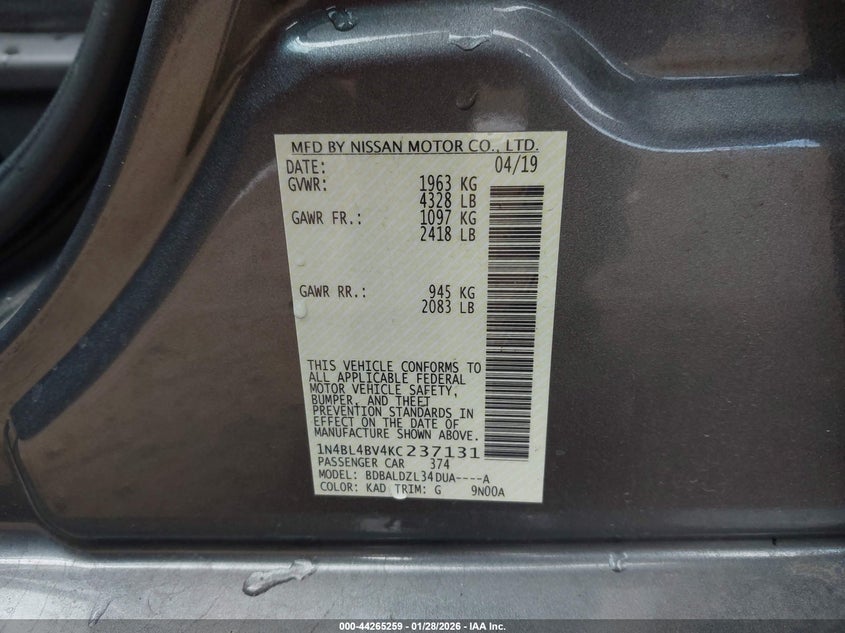 MFD BY NISSAN MOTOR CO., LTD.
DATE: 04/19
GVWR: 1963 KG
4328 LB
GAWR FR.: 1097 KG
2418 LB
GAWR RR.: 945 KG
2083 LB
THIS VEHICLE CONFORMS TO
ALL APPLICABLE FEDERAL
MOTOR VEHICLE SAFETY,
BUMPER, AND THEFT
PREVENTION STANDARDS IN
EFFECT ON THE DATE OF
MANUFACTURE SHOWN ABOVE.
1N4BL4BV4KC237131
PASSENGER CAR 374
MODEL: BDBALDZL34DUA----A
COLOR: KAD TRIM: G 9N00A
000-44265259 | 01/28/2026 - IAA Inc.